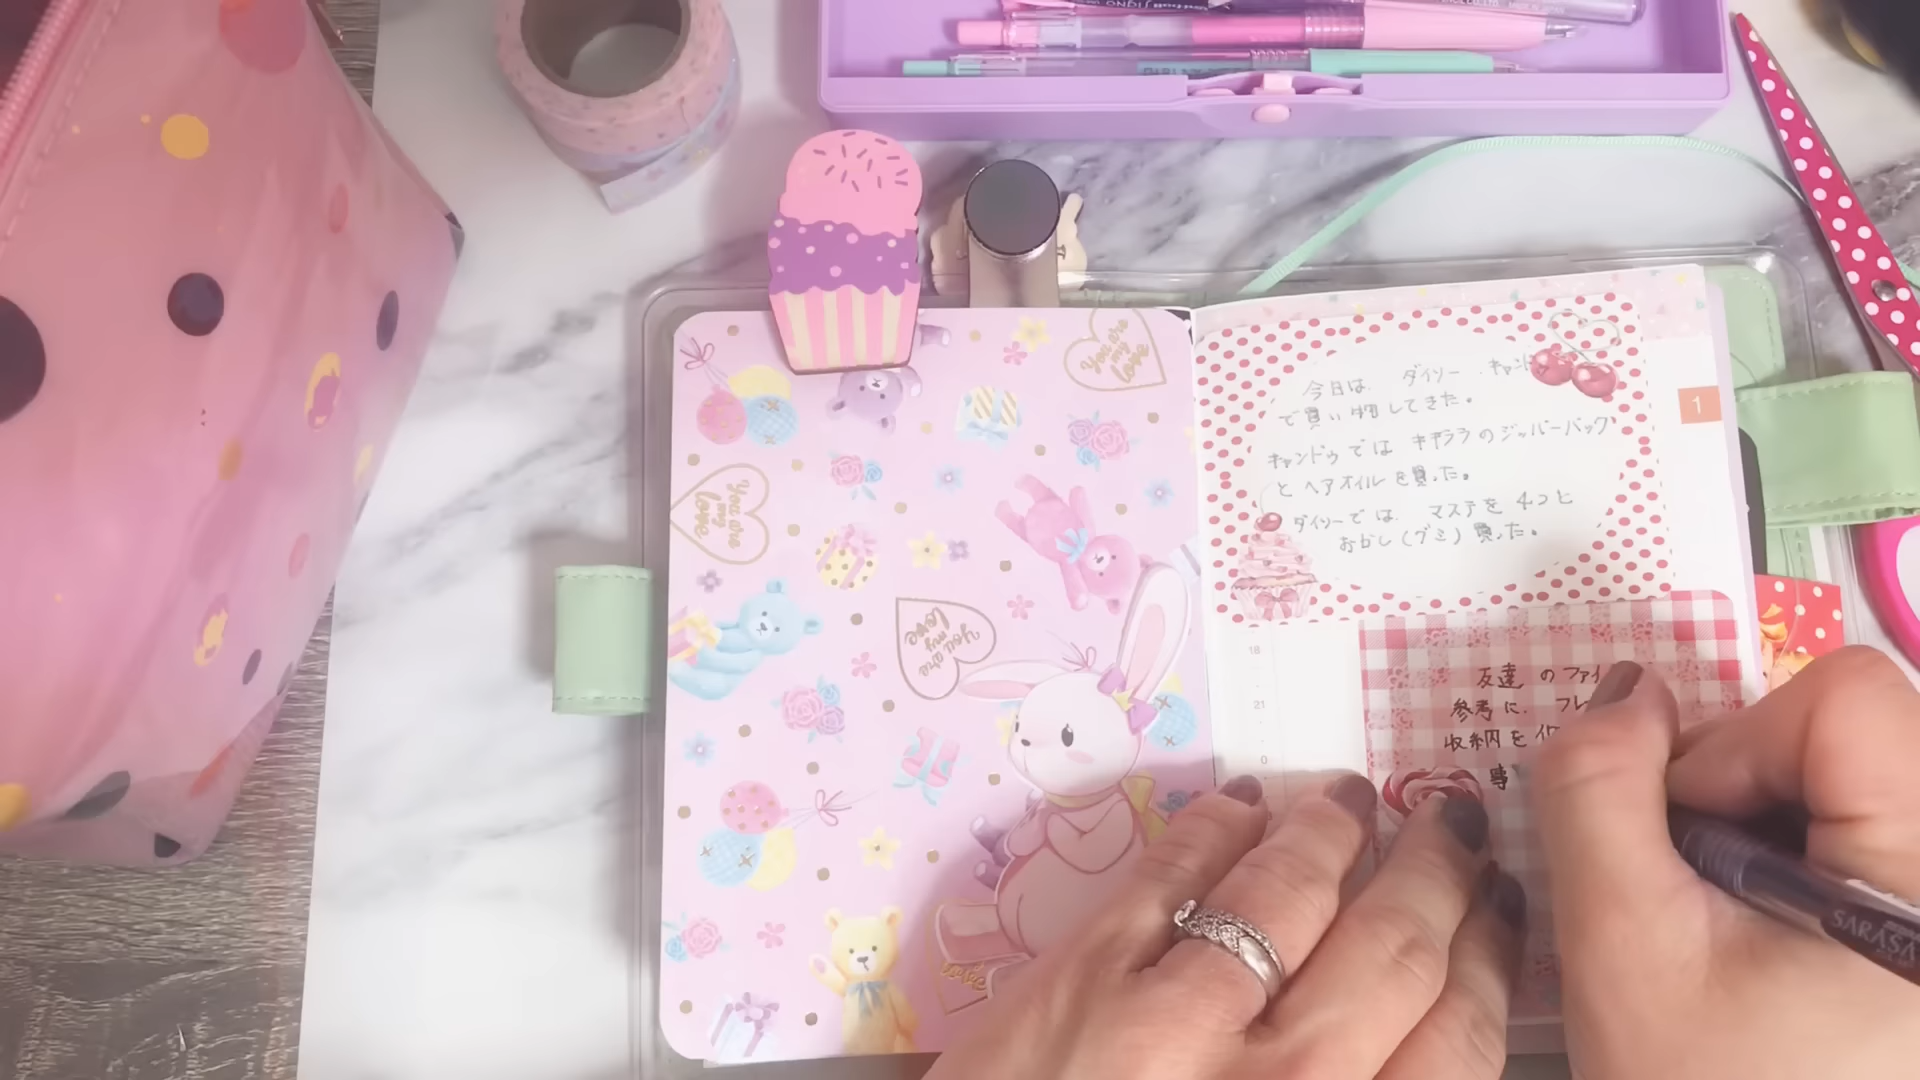 You are my love
You are my love
You are my love
love
今日は、 ダイソー、キャンド
で買い物してきた。
キャンドゥでは キキララのジッパーバック
とヘアオイルを買った。
ダイソーでは、 マステを 4つと
おかし(グミ)買った。
1
18
21
0
友達 の ファイ
参考に、 フレ
収納を
事
SARASA